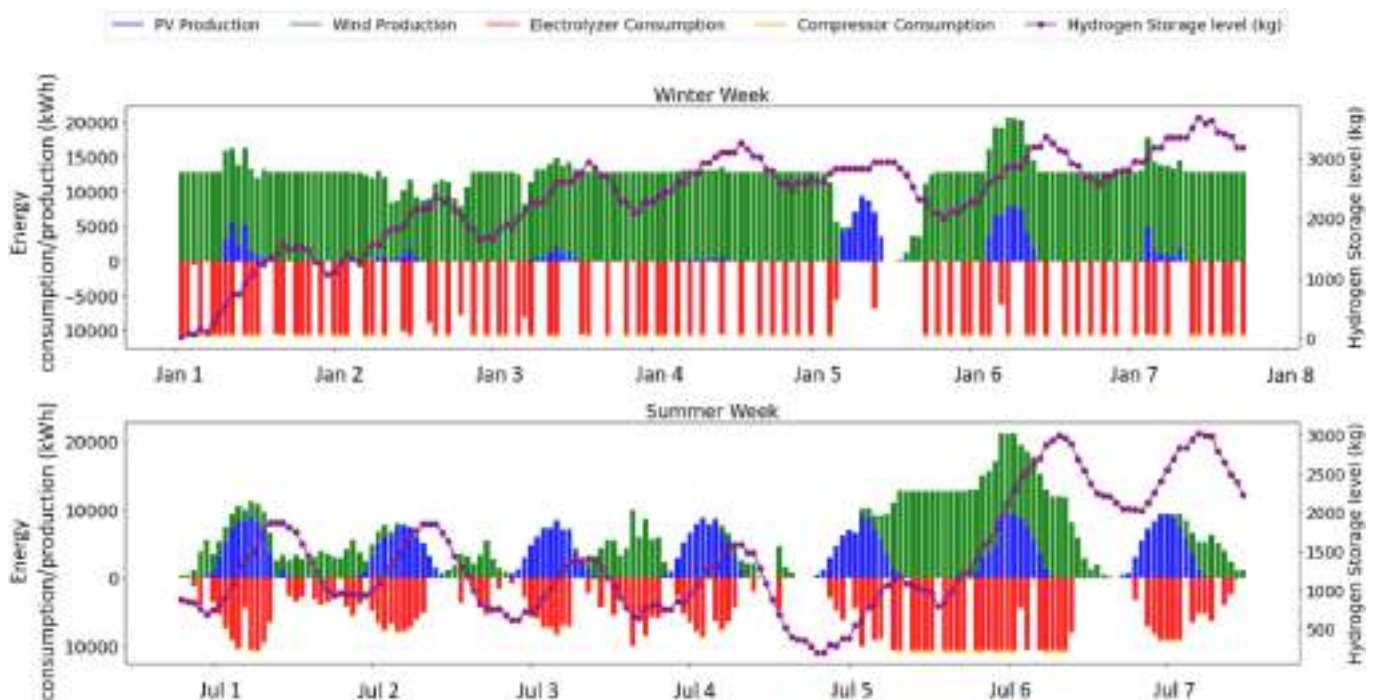 PV Production Wind Production Electrolyzer Consumption Compressor Consumption Hydrogen Storage level (kg)
Winter Week
Energy
consumption/production (kWh)
20000
15000
10000
5000
0
−5000
10000
Hydrogen Storage level (kg)
3000
2000
1000
0
Jan 1 Jan 2 Jan 3 Jan 4 Jan 5 Jan 6 Jan 7 Jan 8
Summer Week
Energy
consumption/production (kWh)
20000
10000
0
10000
Hydrogen Storage level (kg)
3000
2500
2000
1500
1000
500
Jul 1 Jul 2 Jul 3 Jul 4 Jul 5 Jul 6 Jul 7